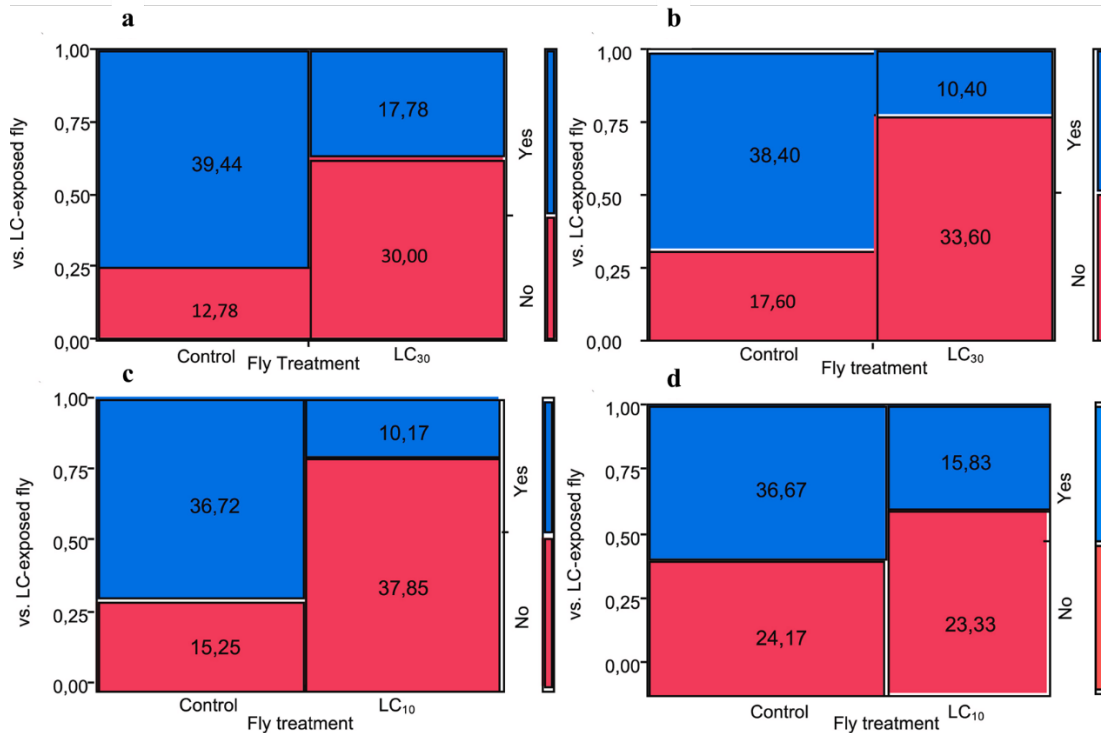 a
vs. LC-exposed fly
1,00
0,75
0,50
0,25
0,00
39,44
17,78
12,78
30,00
Yes
No
Control
LC₃₀
Fly Treatment
b
vs. LC-exposed fly
1,00
0,75
0,50
0,25
0,00
38,40
10,40
17,60
33,60
Yes
No
Control
LC₃₀
Fly treatment
c
vs. LC-exposed fly
1,00
0,75
0,50
0,25
0,00
36,72
10,17
15,25
37,85
Yes
No
Control
LC₁₀
Fly treatment
d
vs. LC-exposed fly
1,00
0,75
0,50
0,25
0,00
36,67
15,83
24,17
23,33
Yes
No
Control
LC₁₀
Fly treatment